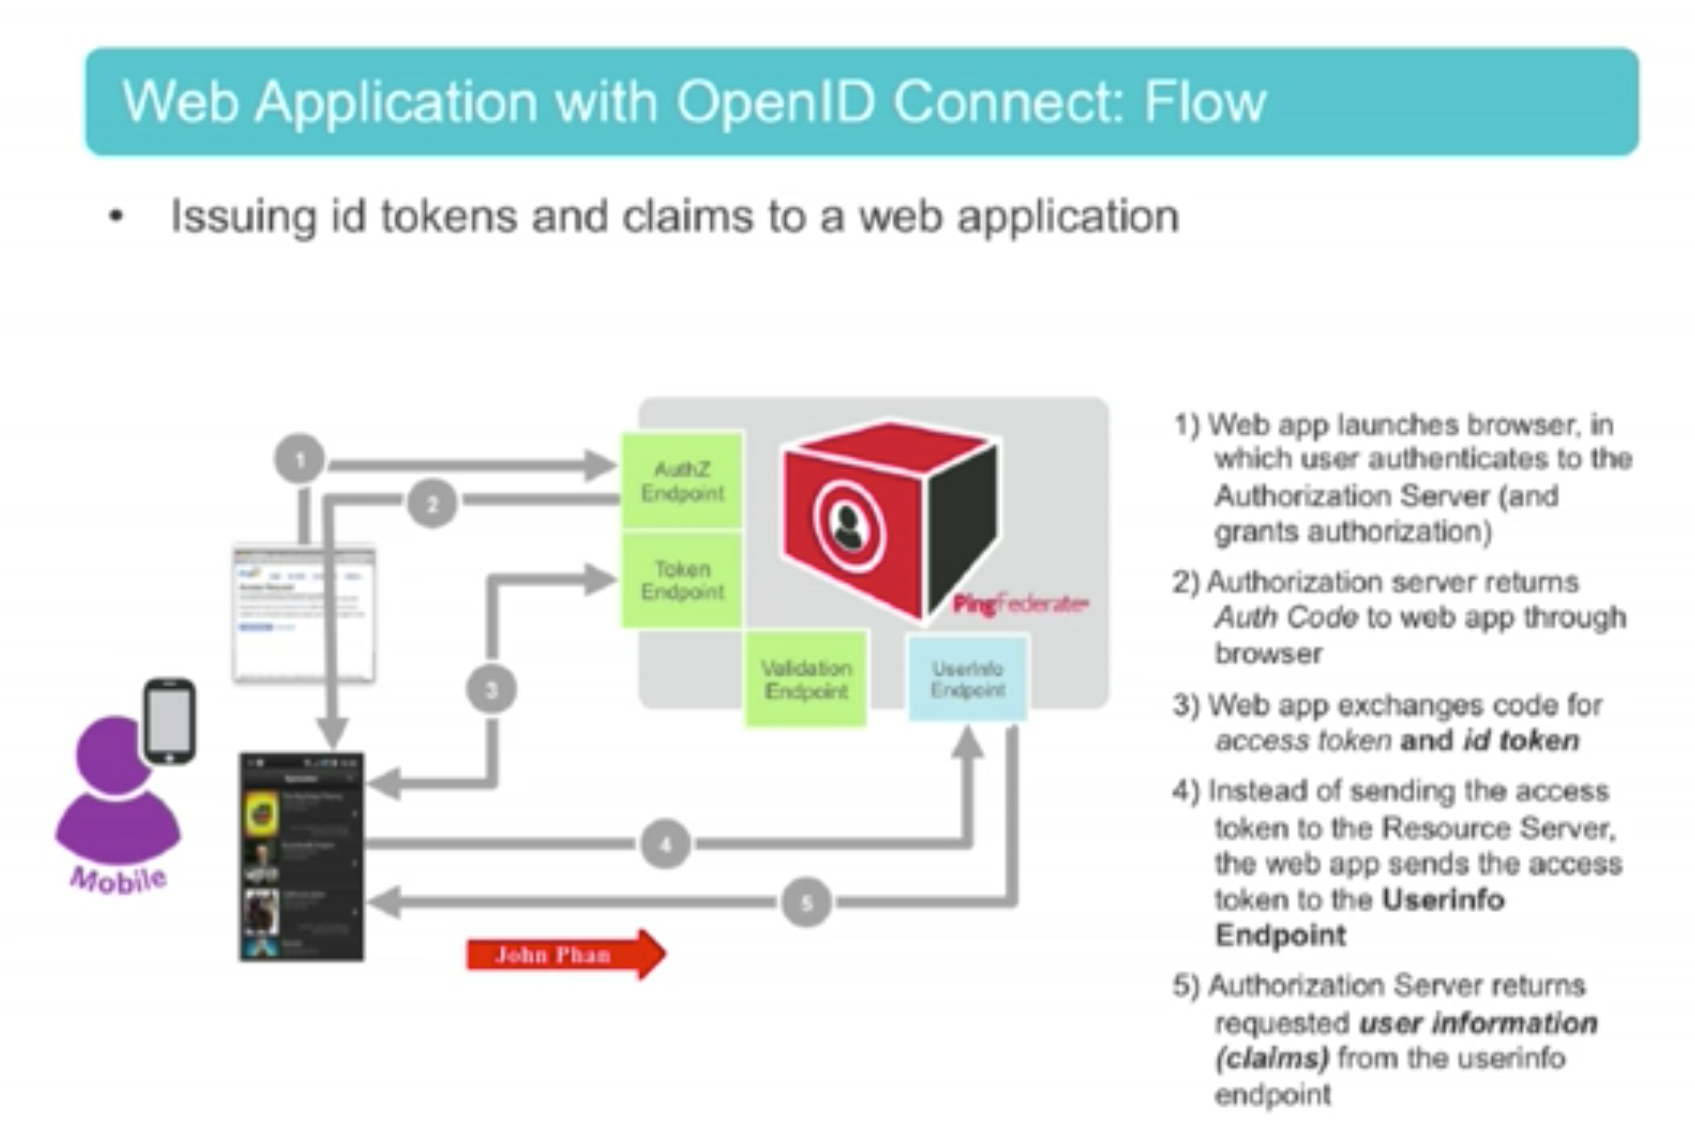 Web Application with OpenID Connect: Flow
• Issuing id tokens and claims to a web application
1
2
3
4
5
AuthZ
Endpoint
Token
Endpoint
Validation
Endpoint
UserInfo
Endpoint
PingFederate
Mobile
John Phan
1) Web app launches browser, in
which user authenticates to the
Authorization Server (and
grants authorization)
2) Authorization server returns
Auth Code to web app through
browser
3) Web app exchanges code for
access token and id token
4) Instead of sending the access
token to the Resource Server,
the web app sends the access
token to the Userinfo
Endpoint
5) Authorization Server returns
requested user information
(claims) from the userinfo
endpoint